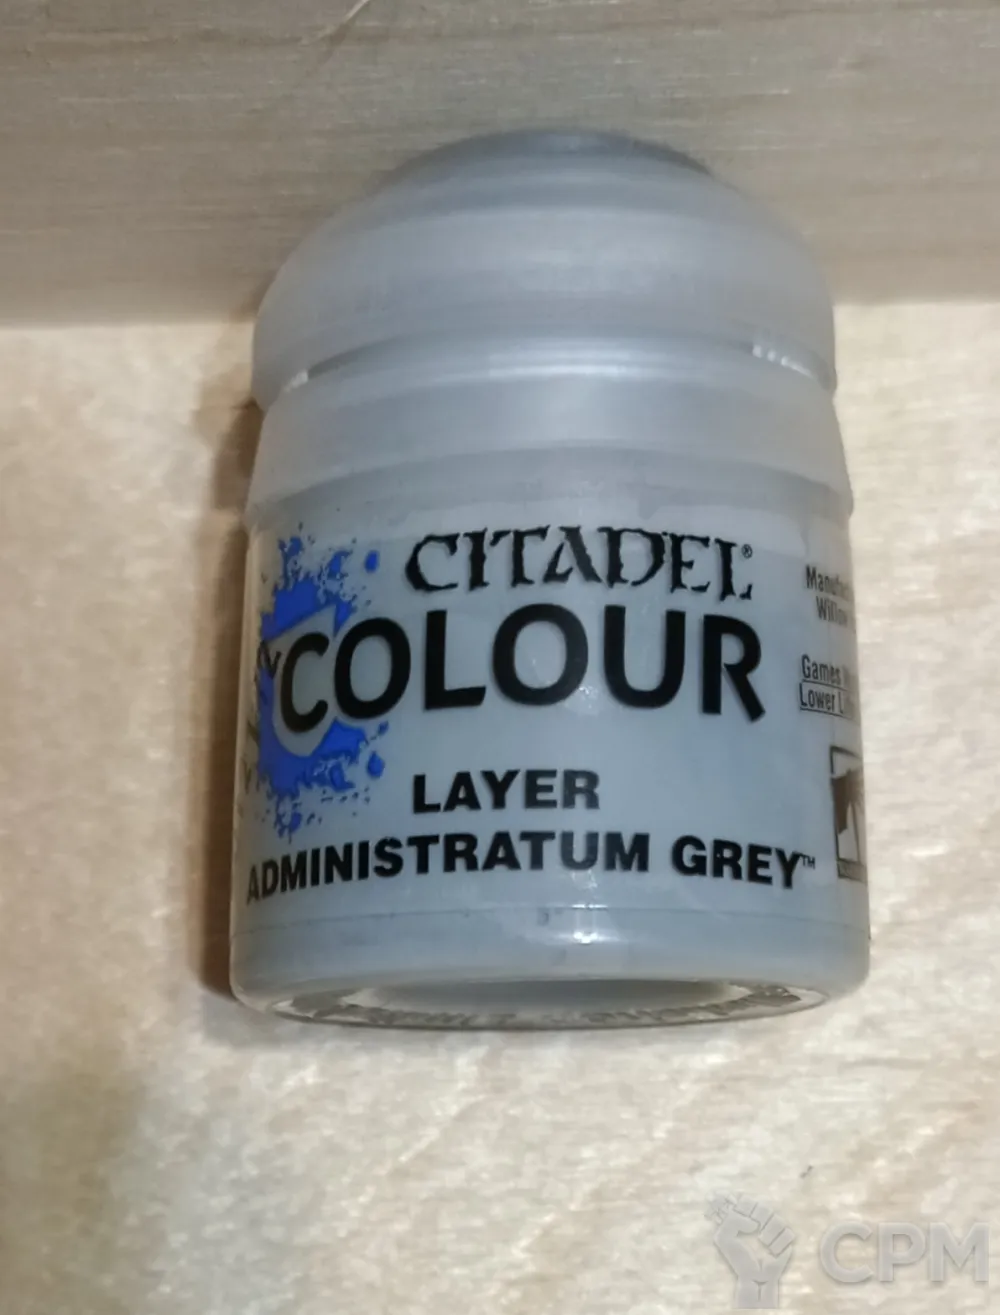 CITADEL®
COLOUR
LAYER
ADMINISTRATUM GREY™
Games
Lower
CPM